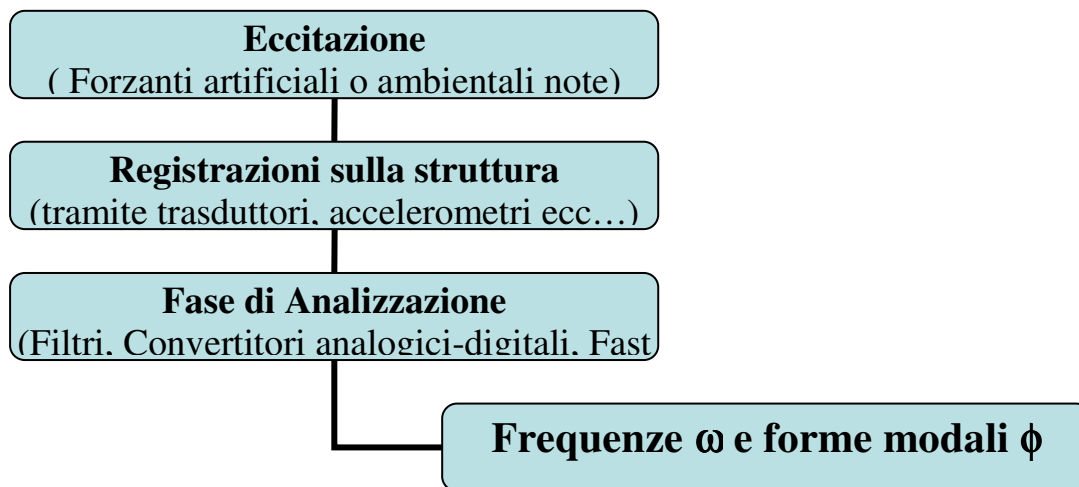 Eccitazione
( Forzanti artificiali o ambientali note)
Registrazioni sulla struttura
(tramite trasduttori, accelerometri ecc…)
Fase di Analizzazione
(Filtri, Convertitori analogici-digitali, Fast
Frequenze ω e forme modali ϕ